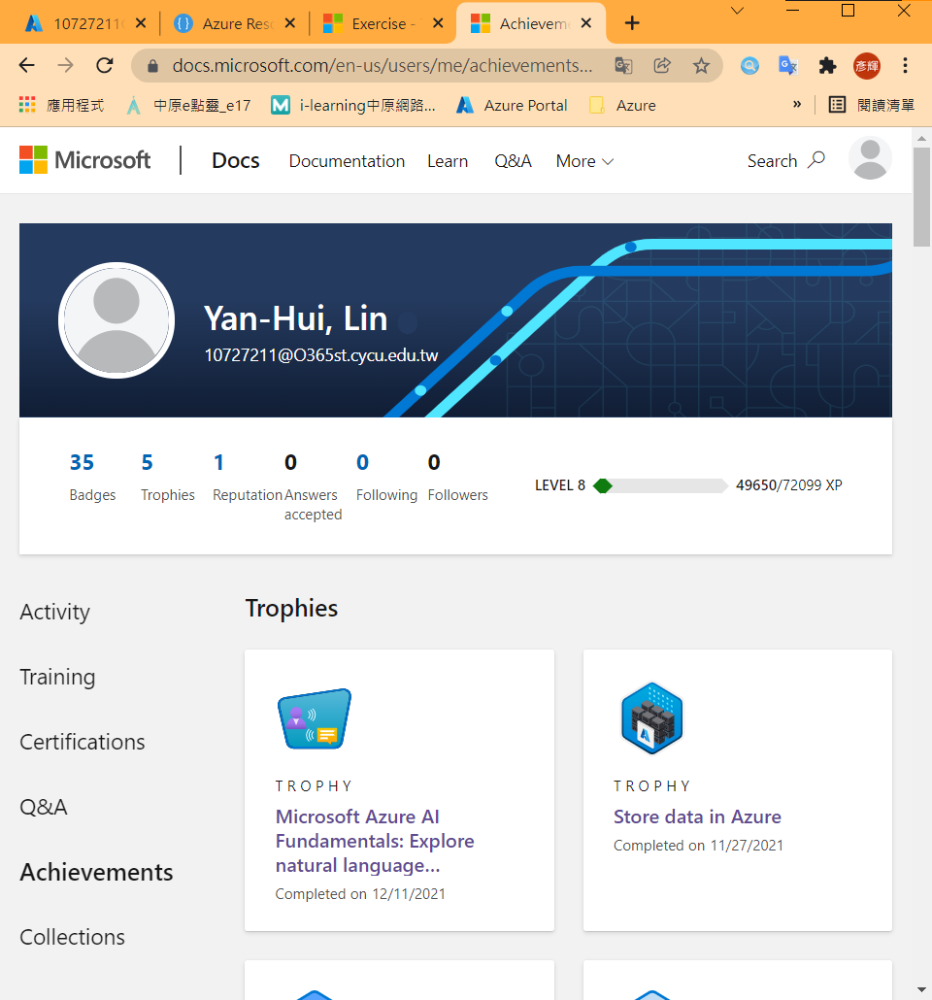 10727211
Azure Reso
Exercise -
Achievem
docs.microsoft.com/en-us/users/me/achievements...
彥輝
應用程式
中原e點靈_e17
i-learning中原網路...
Azure Portal
Azure
»
閱讀清單
Microsoft
Docs
Documentation
Learn
Q&A
More
Search
Yan-Hui, Lin
10727211@O365st.cycu.edu.tw
35
5
1
0
0
0
Badges
Trophies
Reputation
Answers
accepted
Following
Followers
LEVEL 8
49650/72099 XP
Activity
Training
Certifications
Q&A
Achievements
Collections
Trophies
TROPHY
Microsoft Azure AI
Fundamentals: Explore
natural language...
Completed on 12/11/2021
TROPHY
Store data in Azure
Completed on 11/27/2021